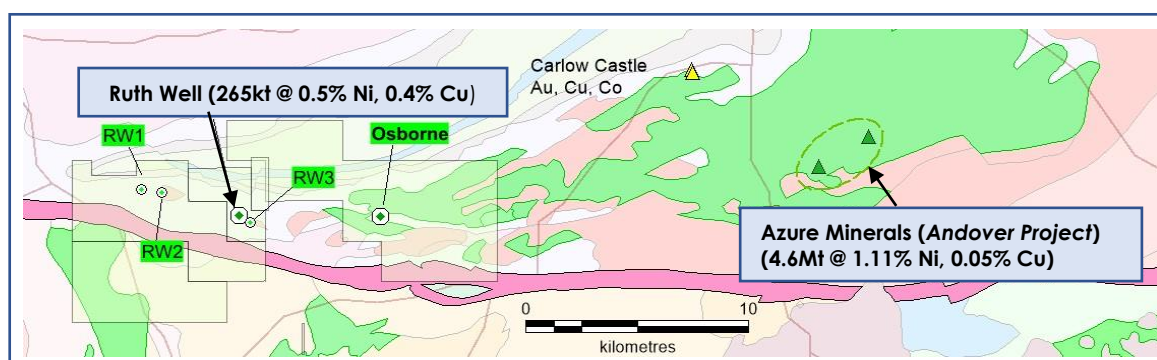 Carlow Castle
Au, Cu, Co
Ruth Well (265kt @ 0.5% Ni, 0.4% Cu)
RW1
Osborne
RW3
RW2
Azure Minerals (Andover Project)
(4.6Mt @ 1.11% Ni, 0.05% Cu)
0 10
kilometres